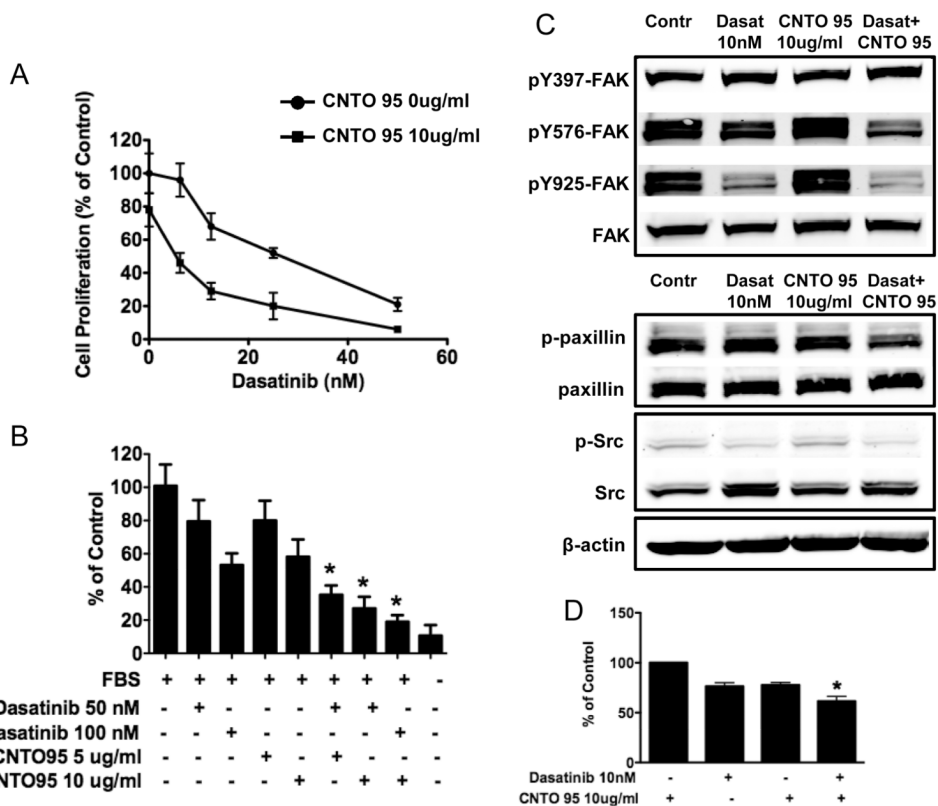 A
CNTO 95 0ug/ml
CNTO 95 10ug/ml
Cell Proliferation (% of Control)
120
100
80
60
40
20
0
0 20 40 60
Dasatinib (nM)
B
% of Control
120
100
80
60
40
20
0
* * *
FBS + + + + + + + + -
Dasatinib 50 nM - + - - - + + - -
asatinib 100 nM - - + - - - - + -
CNTO95 5 ug/ml - - - + - + - - -
NTO95 10 ug/ml - - - - + - + + -
C
Contr Dasat CNTO 95 Dasat+
10nM 10ug/ml CNTO 95
pY397-FAK
pY576-FAK
pY925-FAK
FAK
Contr Dasat CNTO 95 Dasat+
10nM 10ug/ml CNTO 95
p-paxillin
paxillin
p-Src
Src
β-actin
D
% of Control
150
100
50
0
*
Dasatinib 10nM - + - +
CNTO 95 10ug/ml + - + +